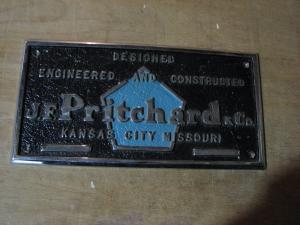 DESIGNED
ENGINEERED AND CONSTRUCTED
J.F. Pritchard & Co.
KANSAS CITY MISSOURI